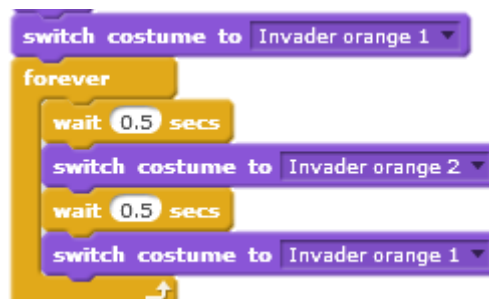 switch costume to Invader orange 1
forever
wait 0.5 secs
switch costume to Invader orange 2
wait 0.5 secs
switch costume to Invader orange 1